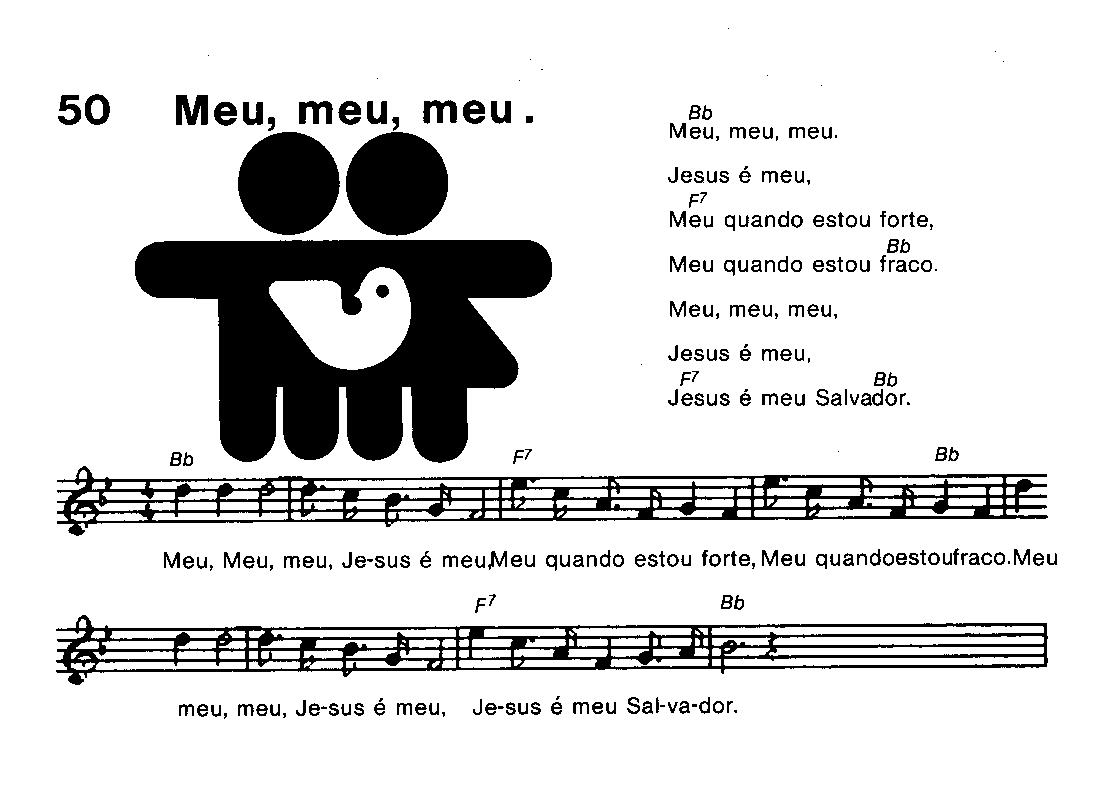 50 Meu, meu, meu.
Bb
Meu, meu, meu.
Jesus é meu,
F7
Meu quando estou forte,
Bb
Meu quando estou fraco.
Meu, meu, meu,
Jesus é meu,
F7 Bb
Jesus é meu Salvador.
Bb F7 Bb
Meu, Meu, meu, Je-sus é meu,Meu quando estou forte, Meu quandoestoufraco.Meu
F7 Bb
meu, meu, Je-sus é meu, Je-sus é meu Sal-va-dor.